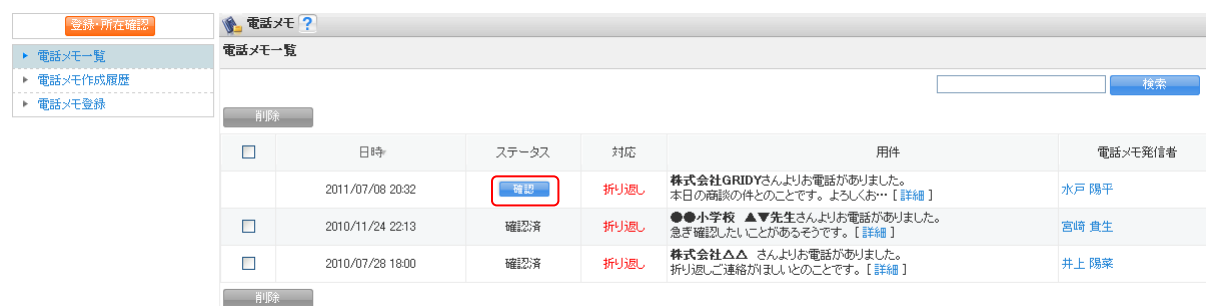 登録・所在確認
電話メモ一覧
電話メモ作成履歴
電話メモ登録
電話メモ ?
電話メモ一覧
検索
削除
日時 ステータス 対応 用件 電話メモ発信者
2011/07/08 20:32 確認 折り返し 株式会社GRIDYさんよりお電話がありました。 水戸 陽平
本日の商談の件とのことです。よろしくお… [ 詳細 ]
2010/11/24 22:13 確認済 折り返し ●●小学校 ▲▼先生さんよりお電話がありました。 宮崎 貴生
急ぎ確認したいことがあるそうです。[ 詳細 ]
2010/07/28 18:00 確認済 折り返し 株式会社△△ さんよりお電話がありました。 井上 陽菜
折り返しご連絡がほしいとのことです。[ 詳細 ]
削除